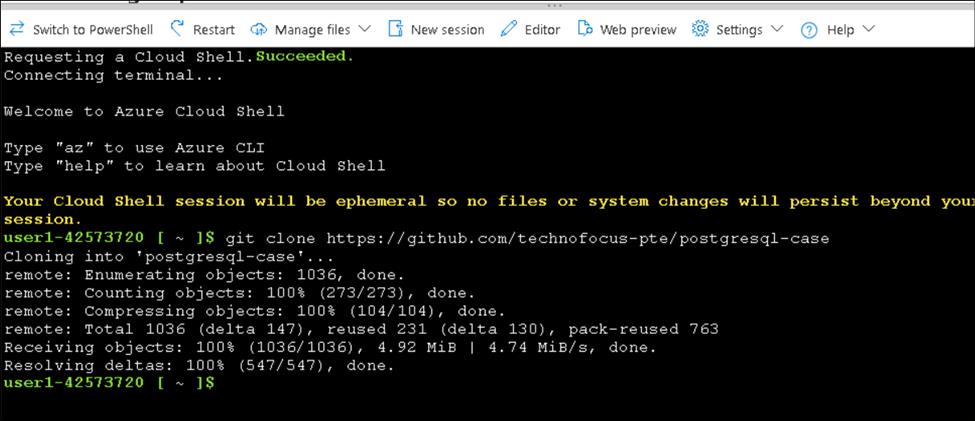 Switch to PowerShell Restart Manage files New session Editor Web preview Settings Help
Requesting a Cloud Shell.Succeeded.
Connecting terminal...
Welcome to Azure Cloud Shell
Type "az" to use Azure CLI
Type "help" to learn about Cloud Shell
Your Cloud Shell session will be ephemeral so no files or system changes will persist beyond your
session.
user1-42573720 [ ~ ]$ git clone https://github.com/technofocus-pte/postgresql-case
Cloning into 'postgresql-case'...
remote: Enumerating objects: 1036, done.
remote: Counting objects: 100% (273/273), done.
remote: Compressing objects: 100% (104/104), done.
remote: Total 1036 (delta 147), reused 231 (delta 130), pack-reused 763
Receiving objects: 100% (1036/1036), 4.92 MiB | 4.74 MiB/s, done.
Resolving deltas: 100% (547/547), done.
user1-42573720 [ ~ ]$